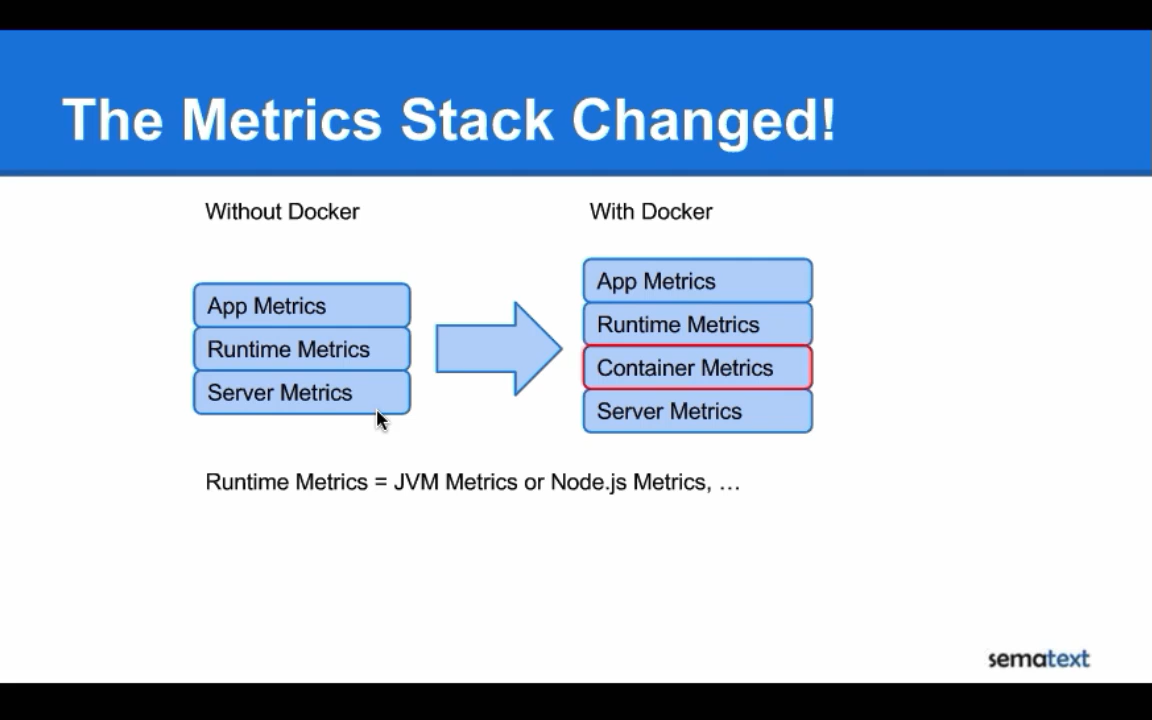 The Metrics Stack Changed!
Without Docker
App Metrics
Runtime Metrics
Server Metrics
With Docker
App Metrics
Runtime Metrics
Container Metrics
Server Metrics
Runtime Metrics = JVM Metrics or Node.js Metrics, …
sematext